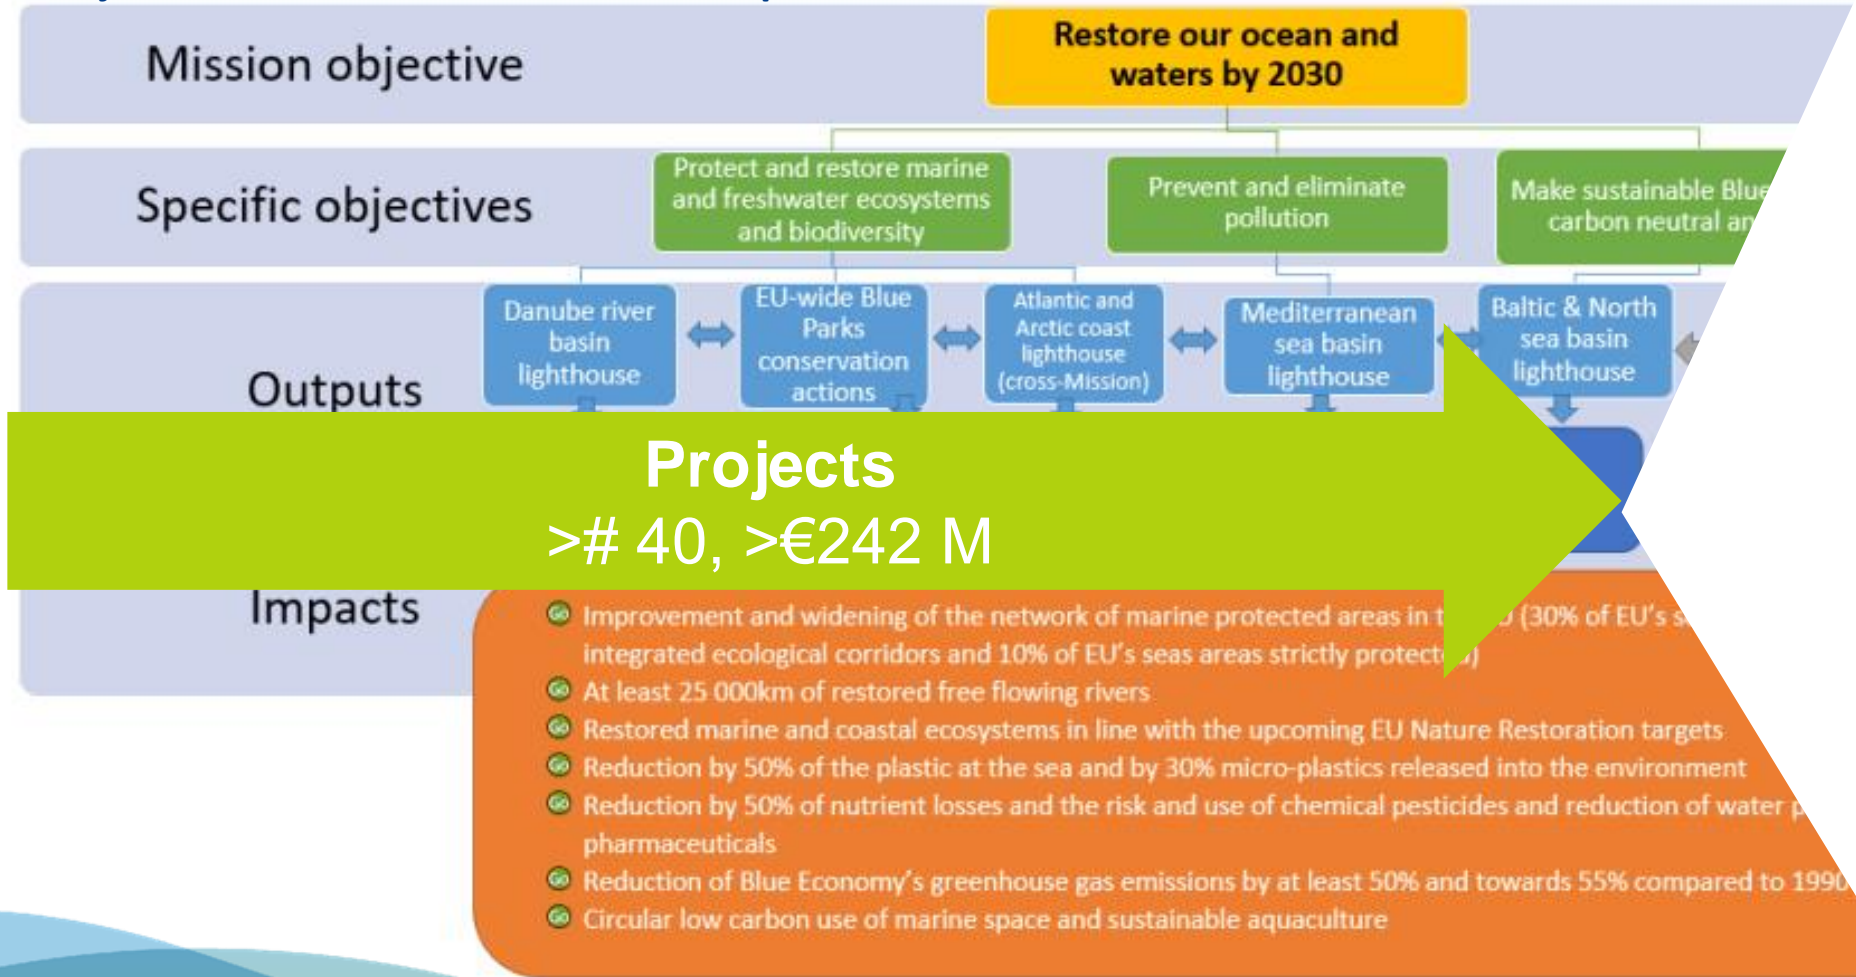 Mission objective
Restore our ocean and
waters by 2030
Specific objectives
Protect and restore marine
and freshwater ecosystems
and biodiversity
Prevent and eliminate
pollution
Make sustainable Blue
carbon neutral
Outputs
Danube river
basin
lighthouse
EU-wide Blue
Parks
conservation
actions
Atlantic and
Arctic coast
lighthouse
(cross-Mission)
Mediterranean
sea basin
lighthouse
Baltic & North
sea basin
lighthouse
Projects
># 40, >€242 M
Impacts
Improvement and widening of the network of marine protected areas in (30% of EU's
integrated ecological corridors and 10% of EU's seas areas strictly protected)
At least 25 000km of restored free flowing rivers
Restored marine and coastal ecosystems in line with the upcoming EU Nature Restoration targets
Reduction by 50% of the plastic at the sea and by 30% micro-plastics released into the environment
Reduction by 50% of nutrient losses and the risk and use of chemical pesticides and reduction of water
pharmaceuticals
Reduction of Blue Economy's greenhouse gas emissions by at least 50% and towards 55% compared to 1990
Circular low carbon use of marine space and sustainable aquaculture